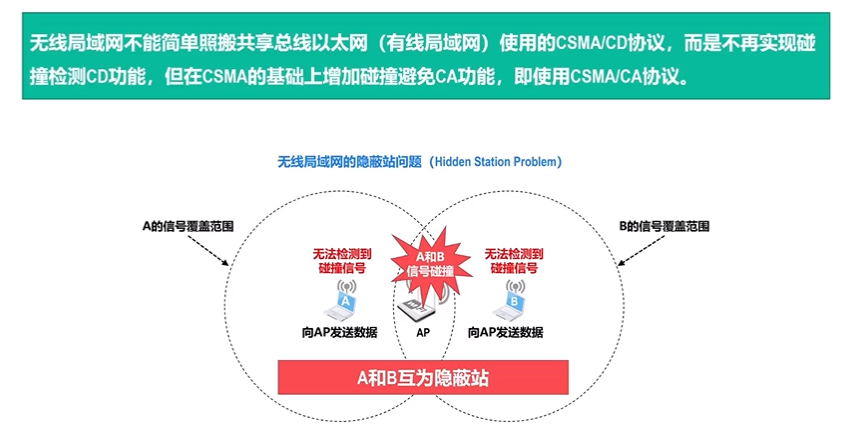 无线局域网不能简单照搬共享总线以太网（有线局域网）使用的CSMA/CD协议，而是不再实现碰
撞检测CD功能，但在CSMA的基础上增加碰撞避免CA功能，即使用CSMA/CA协议。
无线局域网的隐蔽站问题（Hidden Station Problem）
A的信号覆盖范围
B的信号覆盖范围
无法检测到
碰撞信号
A和B
信号碰撞
无法检测到
碰撞信号
A
B
向AP发送数据
AP
向AP发送数据
A和B互为隐蔽站